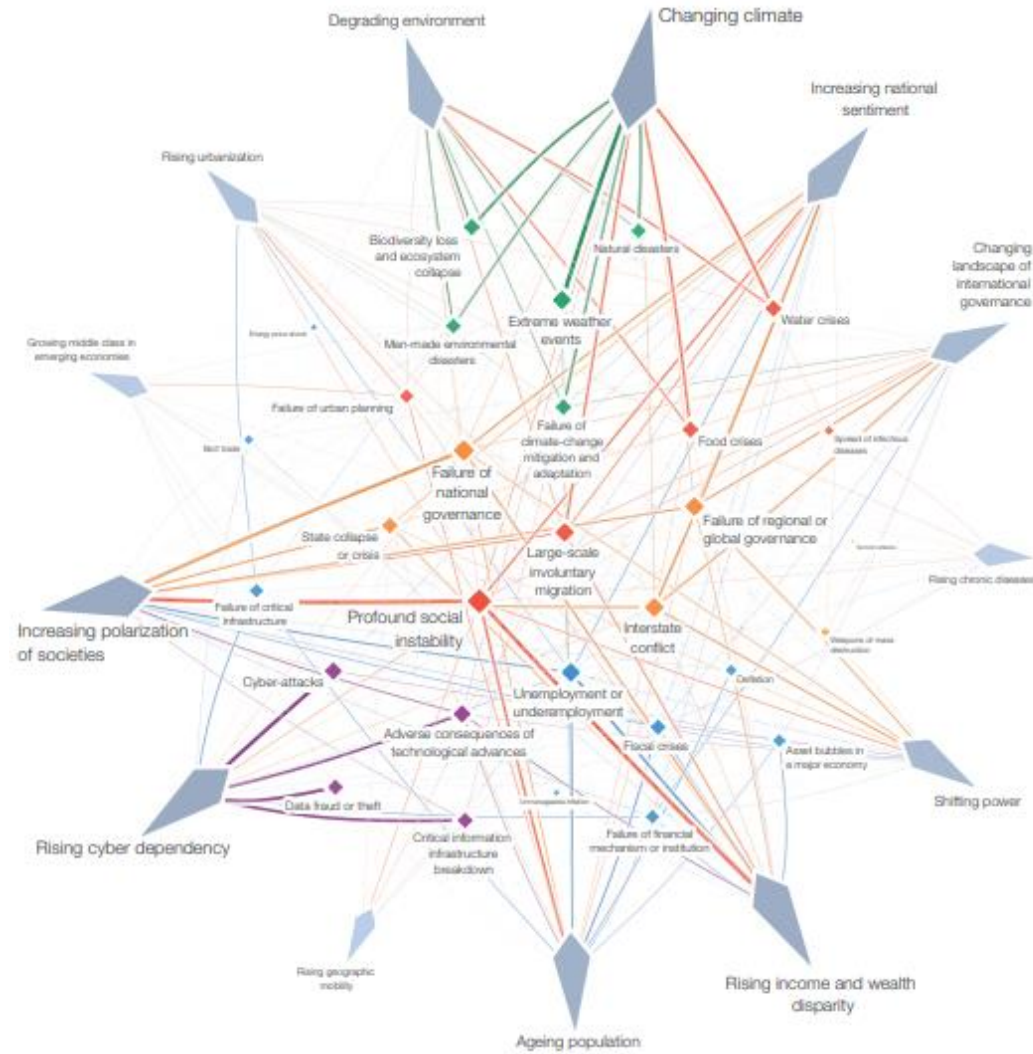 Degrading environment
Changing climate
Increasing national
sentiment
Rising urbanization
Biodiversity loss
and ecosystem
collapse
Natural disasters
Changing
landscape of
international
governance
Extreme weather
events
Water crises
Energy price shock
Man-made environmental
disasters
Growing middle class in
emerging economies
Failure of urban planning
Failure of
climate-change
mitigation and
adaptation
Food crises
Spread of infectious
diseases
Illicit trade
Failure of
national
governance
State collapse
or crisis
Large-scale
involuntary
migration
Failure of regional or
global governance
Rising chronic diseases
Failure of critical
infrastructure
Profound social
instability
Interstate
conflict
Weapons of mass
destruction
Increasing polarization
of societies
Cyber-attacks
Unemployment or
underemployment
Deflation
Adverse consequences of
technological advances
Fiscal crises
Asset bubbles in
a major economy
Data fraud or theft
Unmanageable inflation
Shifting power
Rising cyber dependency
Critical information
infrastructure
breakdown
Failure of financial
mechanism or institution
Rising geographic
mobility
Rising income and wealth
disparity
Ageing population